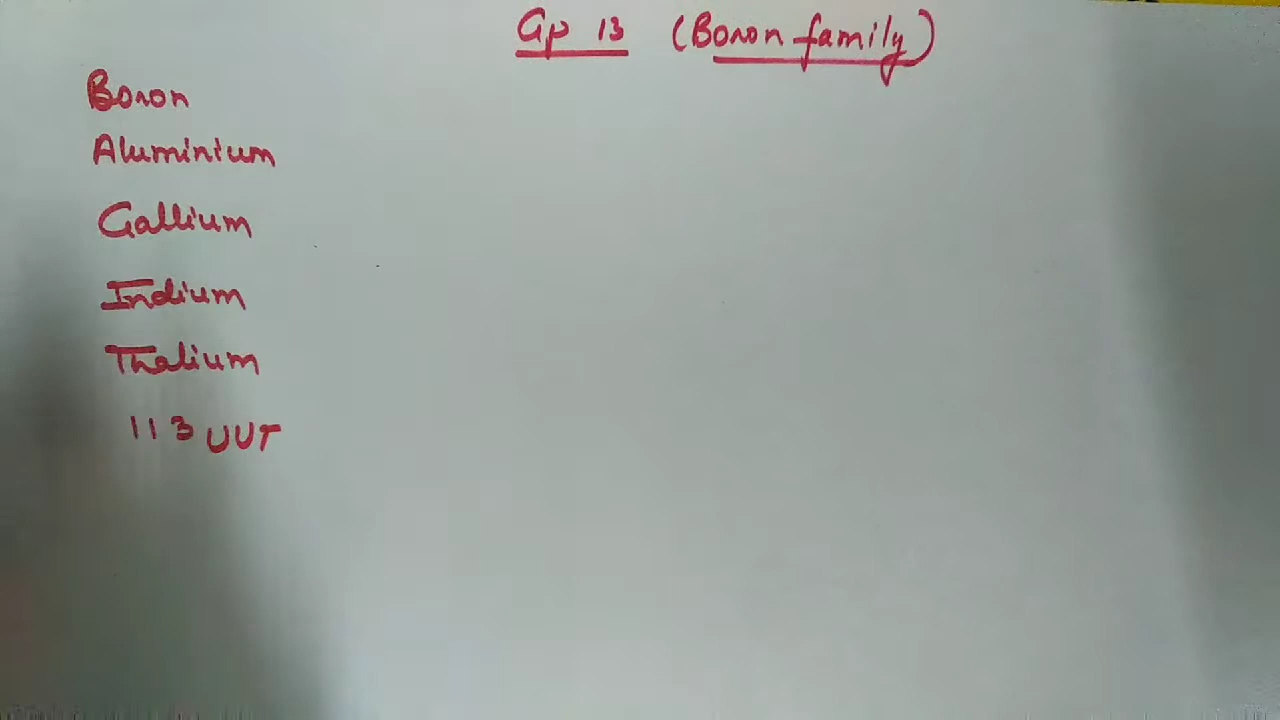 Gp 13 (Boron family)
Boron
Aluminium
Gallium
Indium
Thalium
113 UUT